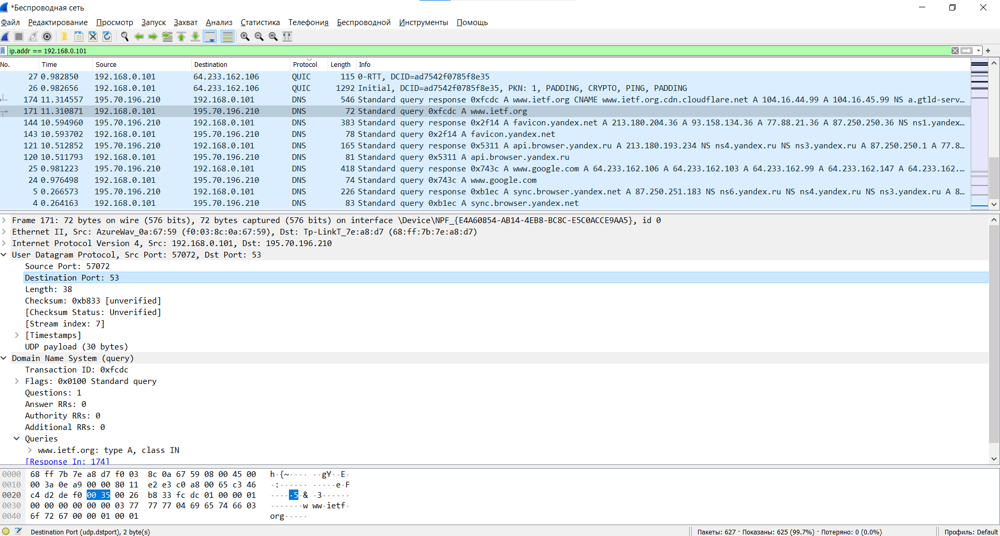 *Беспроводная сеть
Файл Редактирование Просмотр Запуск Захват Анализ Статистика Телефония Беспроводной Инструменты Помощь
ip.addr == 192.168.0.101
No. Time Source Destination Protocol Length Info
27 0.982850 192.168.0.101 64.233.162.106 QUIC 115 0-RTT, DCID=ad7542f0785f8e35
26 0.982656 192.168.0.101 64.233.162.106 QUIC 1292 Initial, DCID=ad7542f0785f8e35, PKN: 1, PADDING, CRYPTO, PING, PADDING
174 11.314557 195.70.196.210 192.168.0.101 DNS 546 Standard query response 0xfcdc A www.ietf.org CNAME www.ietf.org.cdn.cloudflare.net A 104.16.44.99 A 104.16.45.99 NS a.gtld-serv…
171 11.310871 192.168.0.101 195.70.196.210 DNS 72 Standard query 0xfcdc A www.ietf.org
144 10.594960 195.70.196.210 192.168.0.101 DNS 383 Standard query response 0x2f14 A favicon.yandex.net A 213.180.204.36 A 93.158.134.36 A 77.88.21.36 A 87.250.250.36 NS ns1.yandex…
143 10.593702 192.168.0.101 195.70.196.210 DNS 78 Standard query 0x2f14 A favicon.yandex.net
121 10.512852 195.70.196.210 192.168.0.101 DNS 165 Standard query response 0x5311 A api.browser.yandex.ru A 213.180.193.234 NS ns4.yandex.ru NS ns3.yandex.ru A 87.250.250.1 A 77.8…
120 10.511793 192.168.0.101 195.70.196.210 DNS 81 Standard query 0x5311 A api.browser.yandex.ru
25 0.981223 195.70.196.210 192.168.0.101 DNS 418 Standard query response 0x743c A www.google.com A 64.233.162.106 A 64.233.162.103 A 64.233.162.99 A 64.233.162.147 A 64.233.162.…
24 0.976498 192.168.0.101 195.70.196.210 DNS 74 Standard query 0x743c A www.google.com
5 0.266573 195.70.196.210 192.168.0.101 DNS 226 Standard query response 0xb1ec A sync.browser.yandex.net A 87.250.251.183 NS ns6.yandex.ru NS ns4.yandex.ru NS ns3.yandex.ru A 8…
4 0.264163 192.168.0.101 195.70.196.210 DNS 83 Standard query 0xb1ec A sync.browser.yandex.net
Frame 171: 72 bytes on wire (576 bits), 72 bytes captured (576 bits) on interface \Device\NPF_{E4A60854-AB14-4EB8-BC8C-E5C0ACCE9AA5}, id 0
Ethernet II, Src: AzureWav_0a:67:59 (f0:03:8c:0a:67:59), Dst: Tp-LinkT_7e:a8:d7 (68:ff:7b:7e:a8:d7)
Internet Protocol Version 4, Src: 192.168.0.101, Dst: 195.70.196.210
User Datagram Protocol, Src Port: 57072, Dst Port: 53
Source Port: 57072
Destination Port: 53
Length: 38
Checksum: 0xb833 [unverified]
[Checksum Status: Unverified]
[Stream index: 7]
[Timestamps]
UDP payload (30 bytes)
Domain Name System (query)
Transaction ID: 0xfcdc
Flags: 0x0100 Standard query
Questions: 1
Answer RRs: 0
Authority RRs: 0
Additional RRs: 0
Queries
www.ietf.org: type A, class IN
[Response In: 174]
0000 68 ff 7b 7e a8 d7 f0 03 8c 0a 67 59 08 00 45 00 h·{~···· ··gY··E·
0010 00 3a 0e a9 00 00 80 11 e2 e3 c0 a8 00 65 c3 46 ·:······ ·····e·F
0020 c4 d2 de f0 00 35 00 26 b8 33 fc dc 01 00 00 01 ·····5·& ·3······
0030 00 00 00 00 00 00 03 77 77 77 04 69 65 74 66 03 ·······w ww·ietf·
0040 6f 72 67 00 00 01 00 01 org·····
Destination Port (udp.dstport), 2 byte(s) Пакеты: 627 · Показаны: 625 (99.7%) · Потеряно: 0 (0.0%) Профиль: Default